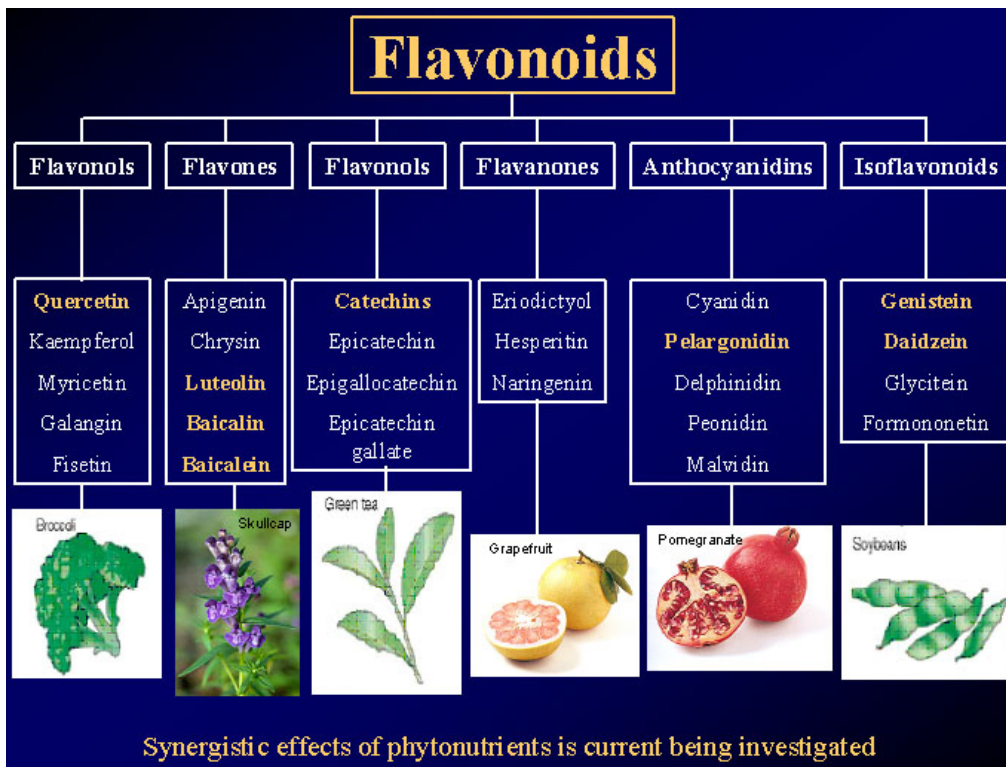 Flavonoids
Flavonols
Flavones
Flavonols
Flavanones
Anthocyanidins
Isoflavonoids
Quercetin
Kaempferol
Myricetin
Galangin
Fisetin
Apigenin
Chrysin
Luteolin
Baicalin
Baicalein
Catechins
Epicatechin
Epigallocatechin
Epicatechin
gallate
Eriodictyol
Hesperitin
Naringenin
Cyanidin
Pelargonidin
Delphinidin
Peonidin
Malvidin
Genistein
Daidzein
Glycitein
Formononetin
Broccoli
Skullcap
Green tea
Grapefruit
Pomegranate
Soybeans
Synergistic effects of phytonutrients is current being investigated